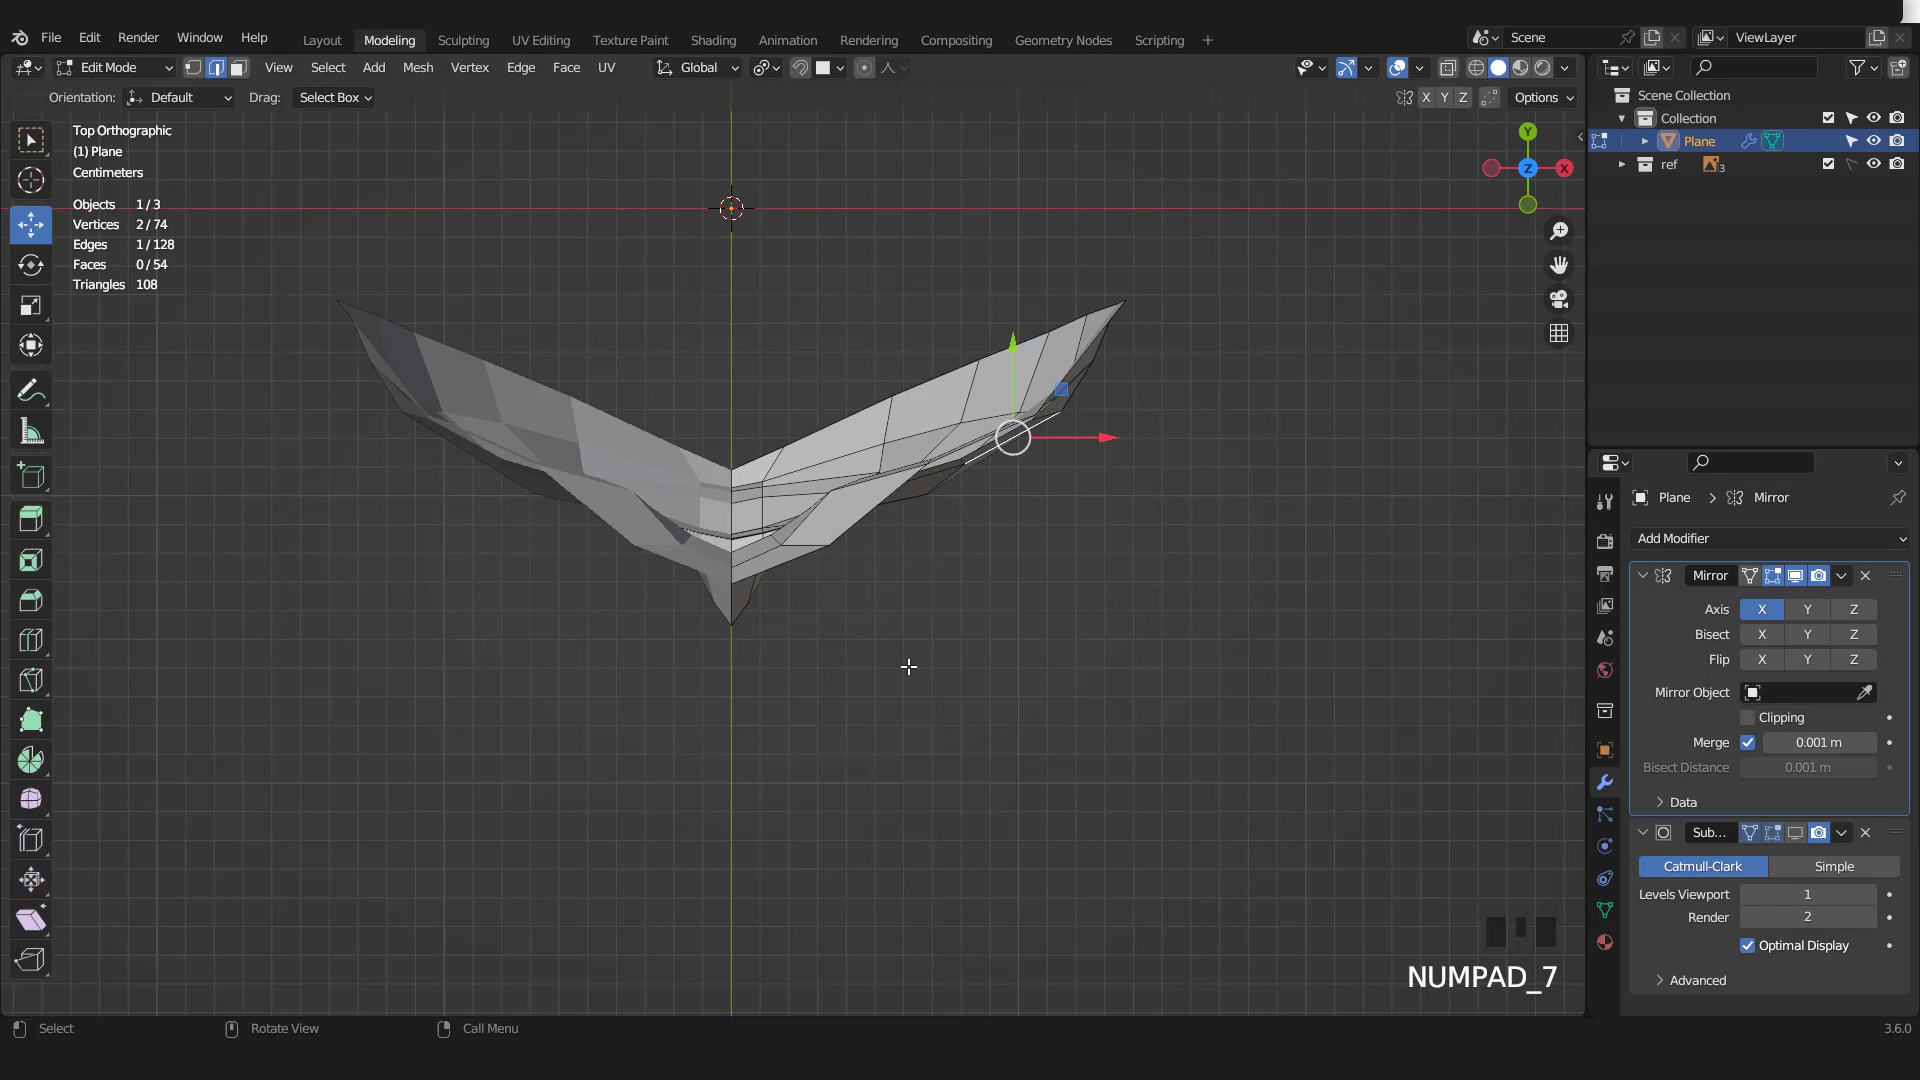 File Edit Render Window Help Layout Modeling Sculpting UV Editing Texture Paint Shading Animation Rendering Compositing Geometry Nodes Scripting + Scene ViewLayer
Edit Mode View Select Add Mesh Vertex Edge Face UV Global
Orientation: Default Drag: Select Box X Y Z Options
Scene Collection
Collection
Plane
ref 3
Top Orthographic
(1) Plane
Centimeters
Objects 1 / 3
Vertices 2 / 74
Edges 1 / 128
Faces 0 / 54
Triangles 108
Y
Z
X
Plane > Mirror
Add Modifier
Mirror
Axis X Y Z
Bisect X Y Z
Flip X Y Z
Mirror Object
Clipping
Merge 0.001 m
Bisect Distance 0.001 m
Data
Sub...
Catmull-Clark Simple
Levels Viewport 1
Render 2
Optimal Display
Advanced
NUMPAD_7
Select Rotate View Call Menu 3.6.0